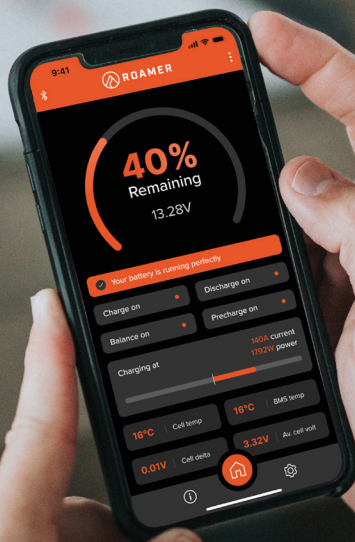 9:41
ROAMER
40%
Remaining
13.28V
Your battery is running perfectly
Charge on
Discharge on
Balance on
Precharge on
Charging at
140A current
1792W power
16°C Cell temp
16°C BMS temp
0.01V Cell delta
3.32V Av. cell volt